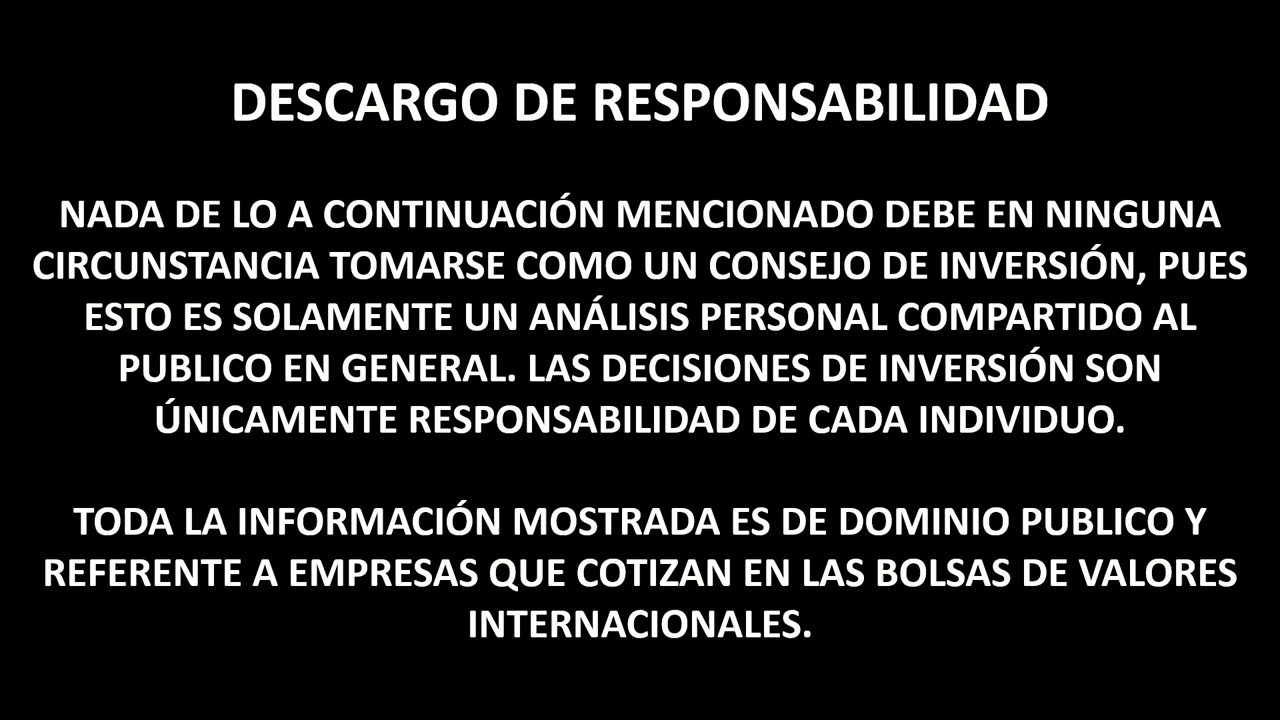 DESCARGO DE RESPONSABILIDAD
NADA DE LO A CONTINUACIÓN MENCIONADO DEBE EN NINGUNA
CIRCUNSTANCIA TOMARSE COMO UN CONSEJO DE INVERSIÓN, PUES
ESTO ES SOLAMENTE UN ANÁLISIS PERSONAL COMPARTIDO AL
PUBLICO EN GENERAL. LAS DECISIONES DE INVERSIÓN SON
ÚNICAMENTE RESPONSABILIDAD DE CADA INDIVIDUO.
TODA LA INFORMACIÓN MOSTRADA ES DE DOMINIO PUBLICO Y
REFERENTE A EMPRESAS QUE COTIZAN EN LAS BOLSAS DE VALORES
INTERNACIONALES.